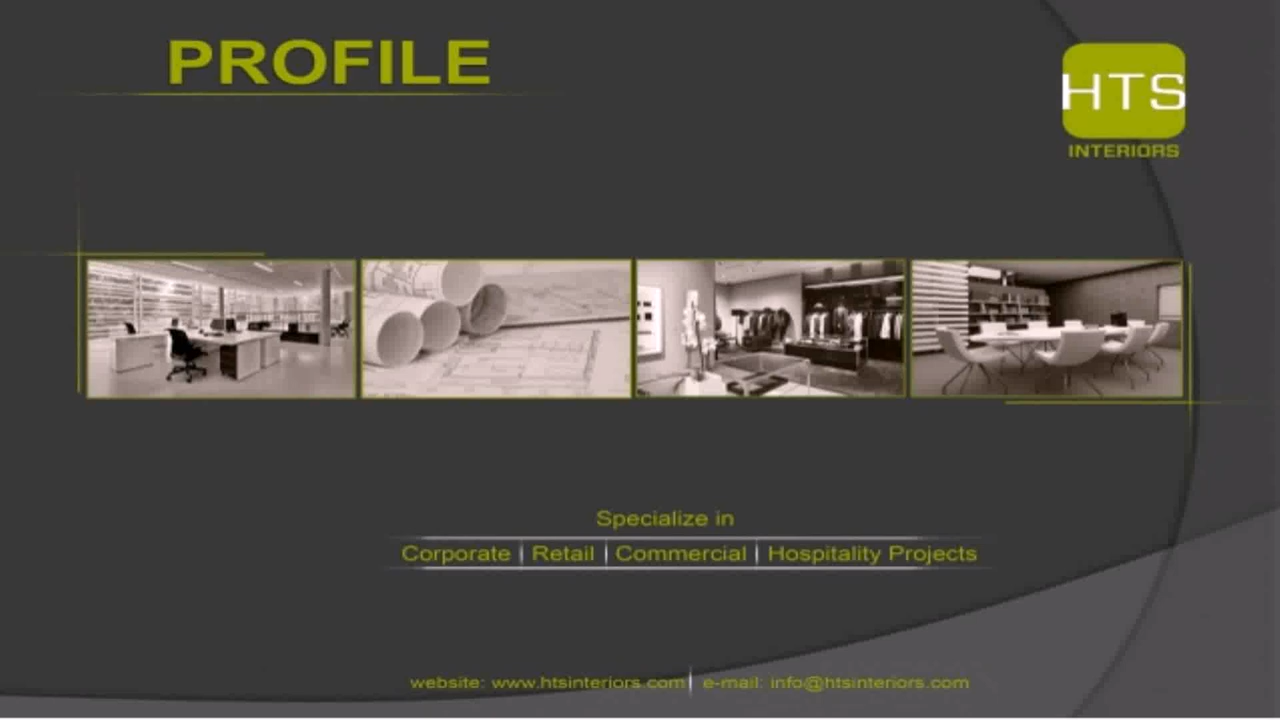 PROFILE
HTS
INTERIORS
Specialize in
Corporate | Retail | Commercial | Hospitality Projects
website: www.htsinteriors.com | e-mail: info@htsinteriors.com